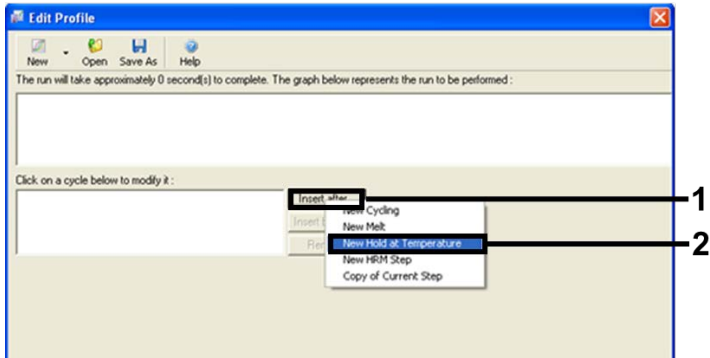 Edit Profile
New Open Save As Help
The run will take approximately 0 second(s) to complete. The graph below represents the run to be performed :
Click on a cycle below to modify it :
Insert after...
1
New Cycling
Insert
New Melt
New Hold at Temperature
2
New HRM Step
Copy of Current Step